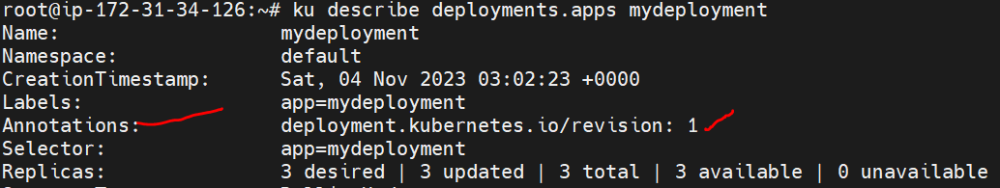 root@ip-172-31-34-126:~# ku describe deployments.apps mydeployment
Name:                   mydeployment
Namespace:              default
CreationTimestamp:      Sat, 04 Nov 2023 03:02:23 +0000
Labels:                 app=mydeployment
Annotations:            deployment.kubernetes.io/revision: 1
Selector:               app=mydeployment
Replicas:               3 desired | 3 updated | 3 total | 3 available | 0 unavailable